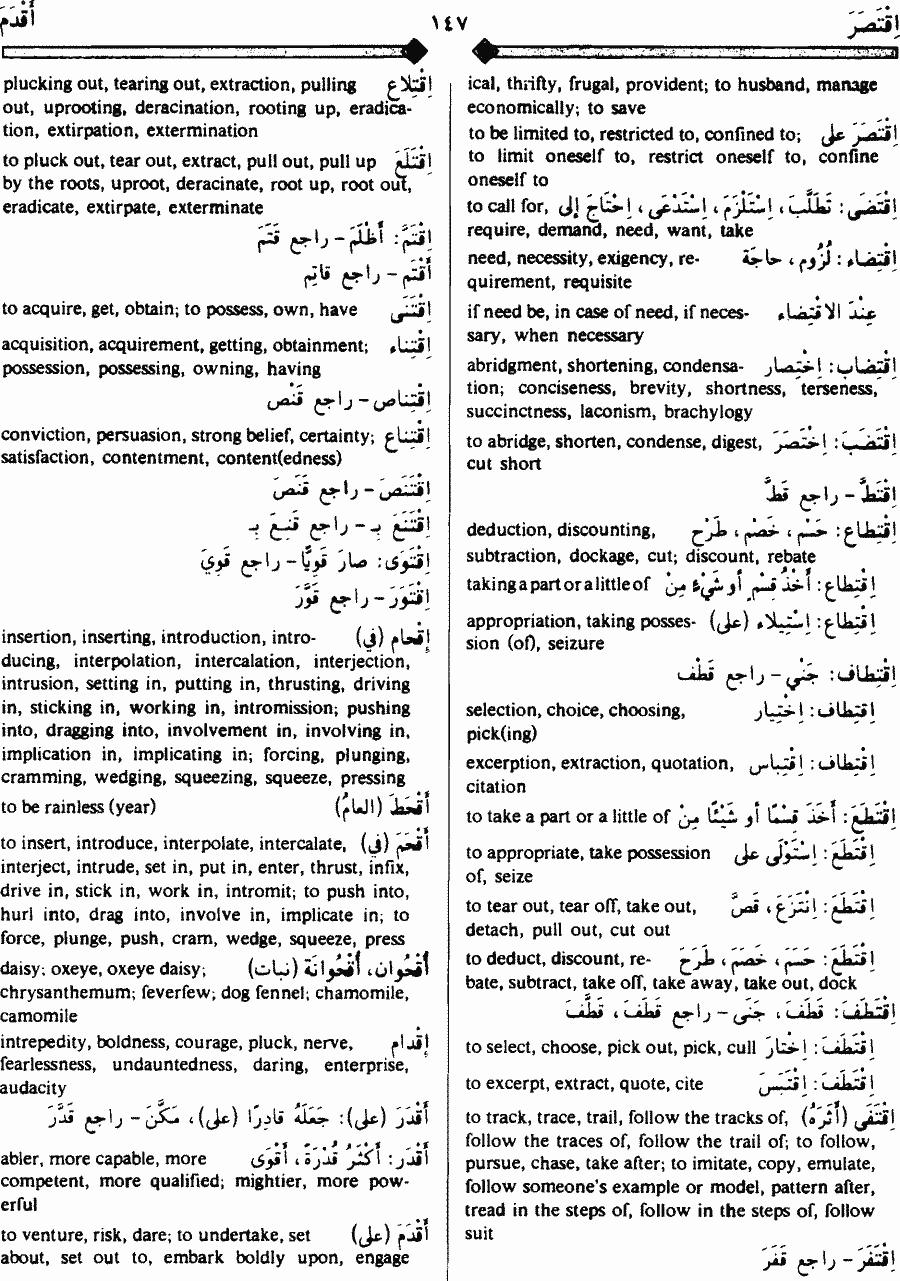 اِقْتَصَرَ ١٤٧ أَقْدَمَ
ical, thrifty, frugal, provident; to husband, manage
economically; to save
اِقْتَصَرَ على to be limited to, restricted to, confined to;
to limit oneself to, restrict oneself to, confine
oneself to
اِقْتَضَى: تَطَلَّبَ، اِسْتَلْزَمَ، اِسْتَدْعَى، اِحْتَاجَ إلى to call for,
require, demand, need, want, take
اِقْتِضاء: لُزُوم، حاجَة need, necessity, exigency, re-
quirement, requisite
عِنْدَ الاقْتِضاء if need be, in case of need, if neces-
sary, when necessary
اِقْتِضاب: اِخْتِصار abridgment, shortening, condensa-
tion; conciseness, brevity, shortness, terseness,
succinctness, laconism, brachylogy
اِقْتَضَبَ: اِخْتَصَرَ to abridge, shorten, condense, digest,
cut short
اِقْتَطَّ - راجع قَطَّ
اِقْتِطاع: حَسْم، خَصْم، طَرْح deduction, discounting,
subtraction, dockage, cut; discount, rebate
اِقْتِطاع: أَخْذُ قِسْمٍ أو شَيْءٍ مِنْ taking a part or a little of
اِقْتِطاع: اِسْتِيلاء (على) appropriation, taking posses-
sion (of), seizure
اِقْتِطاف: جَنْي - راجع قَطْف
اِقْتِطاف: اِخْتِيار selection, choice, choosing,
pick(ing)
اِقْتِطاف: اِقْتِباس excerption, extraction, quotation,
citation
اِقْتَطَعَ: أَخَذَ قِسْمًا أو شَيْئًا مِنْ to take a part or a little of
اِقْتَطَعَ: اِسْتَوْلَى على to appropriate, take possession
of, seize
اِقْتَطَعَ: اِنْتَزَعَ، قَصَّ to tear out, tear off, take out,
detach, pull out, cut out
اِقْتَطَعَ: حَسَمَ، خَصَمَ، طَرَحَ to deduct, discount, re-
bate, subtract, take off, take away, take out, dock
اِقْتَطَفَ: قَطَفَ، جَنَى - راجع قَطَفَ، قَطَّفَ
اِقْتَطَفَ: اِخْتارَ to select, choose, pick out, pick, cull
اِقْتَطَفَ: اِقْتَبَسَ to excerpt, extract, quote, cite
اِقْتَفَى (أَثَرَهُ) to track, trace, trail, follow the tracks of,
follow the traces of, follow the trail of; to follow,
pursue, chase, take after; to imitate, copy, emulate,
follow someone's example or model, pattern after,
tread in the steps of, follow in the steps of, follow
suit
اِقْتَفَرَ - راجع قَفَرَ
اِقْتِلاع plucking out, tearing out, extraction, pulling
out, uprooting, deracination, rooting up, eradica-
tion, extirpation, extermination
اِقْتَلَعَ to pluck out, tear out, extract, pull out, pull up
by the roots, uproot, deracinate, root up, root out,
eradicate, extirpate, exterminate
اِقْتَمَّ: أَظْلَمَ - راجع قَتَمَ
أَقْتَم - راجع قاتِم
اِقْتَنَى to acquire, get, obtain; to possess, own, have
اِقْتِناء acquisition, acquirement, getting, obtainment;
possession, possessing, owning, having
اِقْتِناص - راجع قَنْص
اِقْتِناع conviction, persuasion, strong belief, certainty;
satisfaction, contentment, content(edness)
اِقْتَنَصَ - راجع قَنَصَ
اِقْتَنَعَ بـ - راجع قَنِعَ بـ
اِقْتَوَى: صارَ قَوِيًّا - راجع قَوِيَ
اِقْتَوَرَ - راجع قَوَّرَ
إقْحام (في) insertion, inserting, introduction, intro-
ducing, interpolation, intercalation, interjection,
intrusion, setting in, putting in, thrusting, driving
in, sticking in, working in, intromission; pushing
into, dragging into, involvement in, involving in,
implication in, implicating in; forcing, plunging,
cramming, wedging, squeezing, squeeze, pressing
أَقْحَطَ (العامُ) to be rainless (year)
أَقْحَمَ (في) to insert, introduce, interpolate, intercalate,
interject, intrude, set in, put in, enter, thrust, infix,
drive in, stick in, work in, intromit; to push into,
hurl into, drag into, involve in, implicate in; to
force, plunge, push, cram, wedge, squeeze, press
أُقْحُوان، أُقْحُوانَة (نبات) daisy; oxeye, oxeye daisy;
chrysanthemum; feverfew; dog fennel; chamomile,
camomile
إقْدام intrepidity, boldness, courage, pluck, nerve,
fearlessness, undauntedness, daring, enterprise,
audacity
أَقْدَرَ (على): جَعَلَهُ قادِرًا (على)، مَكَّنَ - راجع قَدَّرَ
أَقْدَر: أَكْثَرُ قُدْرَةً، أَقْوَى abler, more capable, more
competent, more qualified; mightier, more pow-
erful
أَقْدَمَ (على) to venture, risk, dare; to undertake, set
about, set out to, embark boldly upon, engage